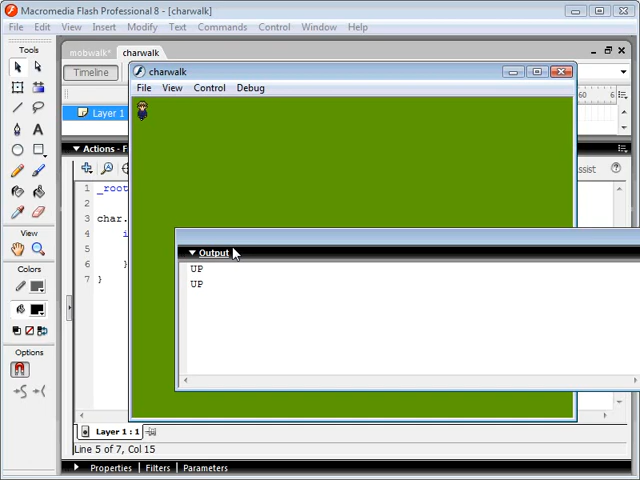 Macromedia Flash Professional 8 - [charwalk]
File Edit View Insert Modify Text Commands Control Window Help
Tools
mobwalk* charwalk
Timeline
60
Layer 1
charwalk
File View Control Debug
Actions - F
1 _root
2
3 char.
4
5
6 }
7 }
ssist
Output
UP
UP
View
Colors
Options
Layer 1 : 1
Line 5 of 7, Col 15
Properties Filters Parameters